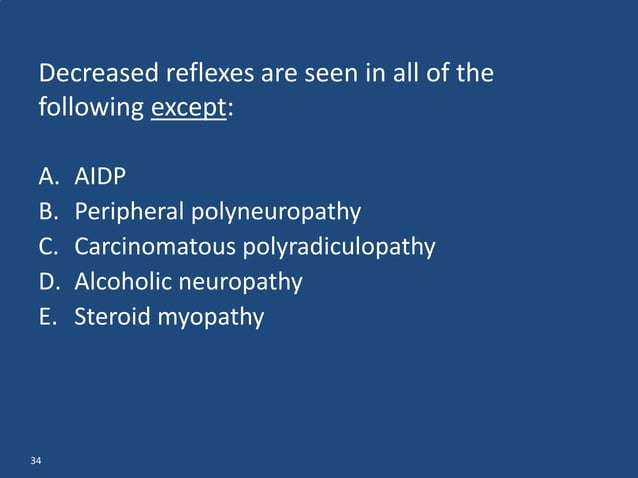 Decreased reflexes are seen in all of the
following except:
A. AIDP
B. Peripheral polyneuropathy
C. Carcinomatous polyradiculopathy
D. Alcoholic neuropathy
E. Steroid myopathy
34